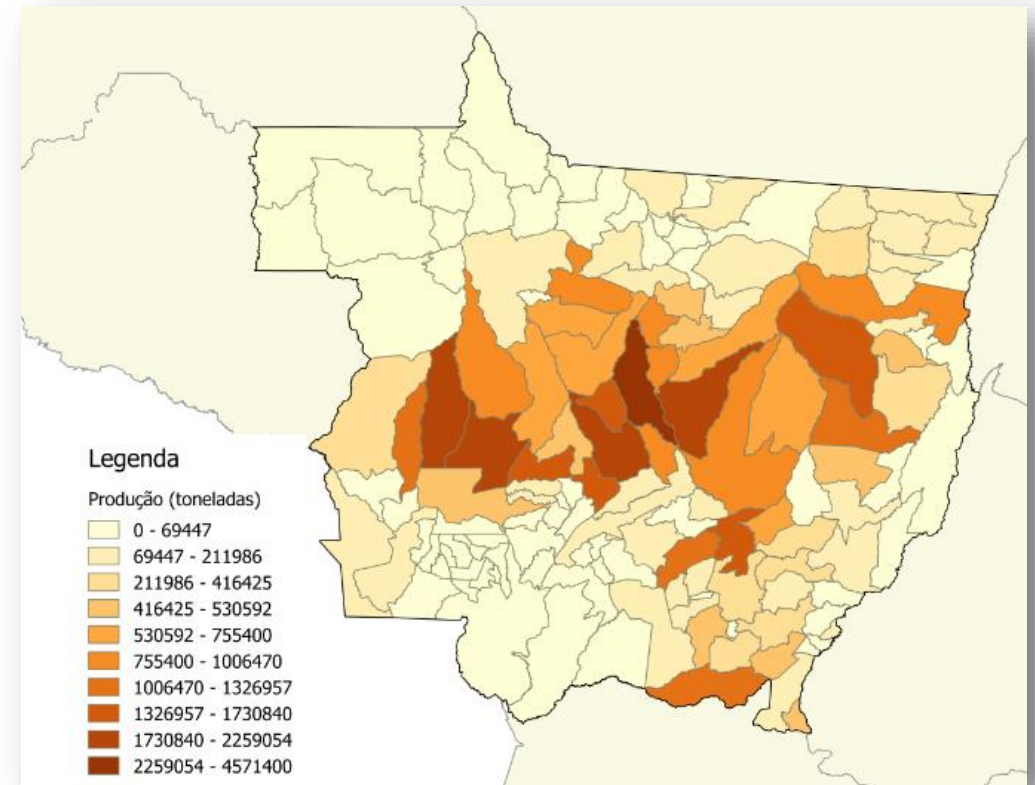 Legenda
Produção (toneladas)
0 - 69447
69447 - 211986
211986 - 416425
416425 - 530592
530592 - 755400
755400 - 1006470
1006470 - 1326957
1326957 - 1730840
1730840 - 2259054
2259054 - 4571400